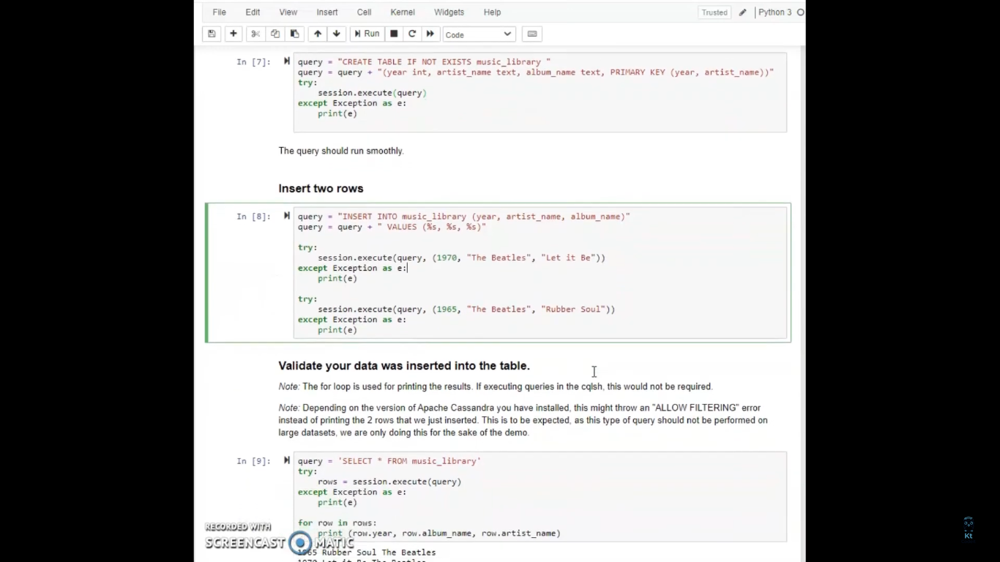 File Edit View Insert Cell Kernel Widgets Help Trusted Python 3
Run Code
In [7]: query = "CREATE TABLE IF NOT EXISTS music_library "
query = query + "(year int, artist_name text, album_name text, PRIMARY KEY (year, artist_name))"
try:
    session.execute(query)
except Exception as e:
    print(e)
The query should run smoothly.
Insert two rows
In [8]: query = "INSERT INTO music_library (year, artist_name, album_name)"
query = query + " VALUES (%s, %s, %s)"
try:
    session.execute(query, (1970, "The Beatles", "Let it Be"))
except Exception as e:
    print(e)
try:
    session.execute(query, (1965, "The Beatles", "Rubber Soul"))
except Exception as e:
    print(e)
Validate your data was inserted into the table.
Note: The for loop is used for printing the results. If executing queries in the cqlsh, this would not be required.
Note: Depending on the version of Apache Cassandra you have installed, this might throw an "ALLOW FILTERING" error
instead of printing the 2 rows that we just inserted. This is to be expected, as this type of query should not be performed on
large datasets, we are only doing this for the sake of the demo.
In [9]: query = 'SELECT * FROM music_library'
try:
    rows = session.execute(query)
except Exception as e:
    print(e)
for row in rows:
    print (row.year, row.album_name, row.artist_name)
1965 Rubber Soul The Beatles
1970 Let it Be The Beatles
RECORDED WITH
SCREENCAST MATIC
Kt